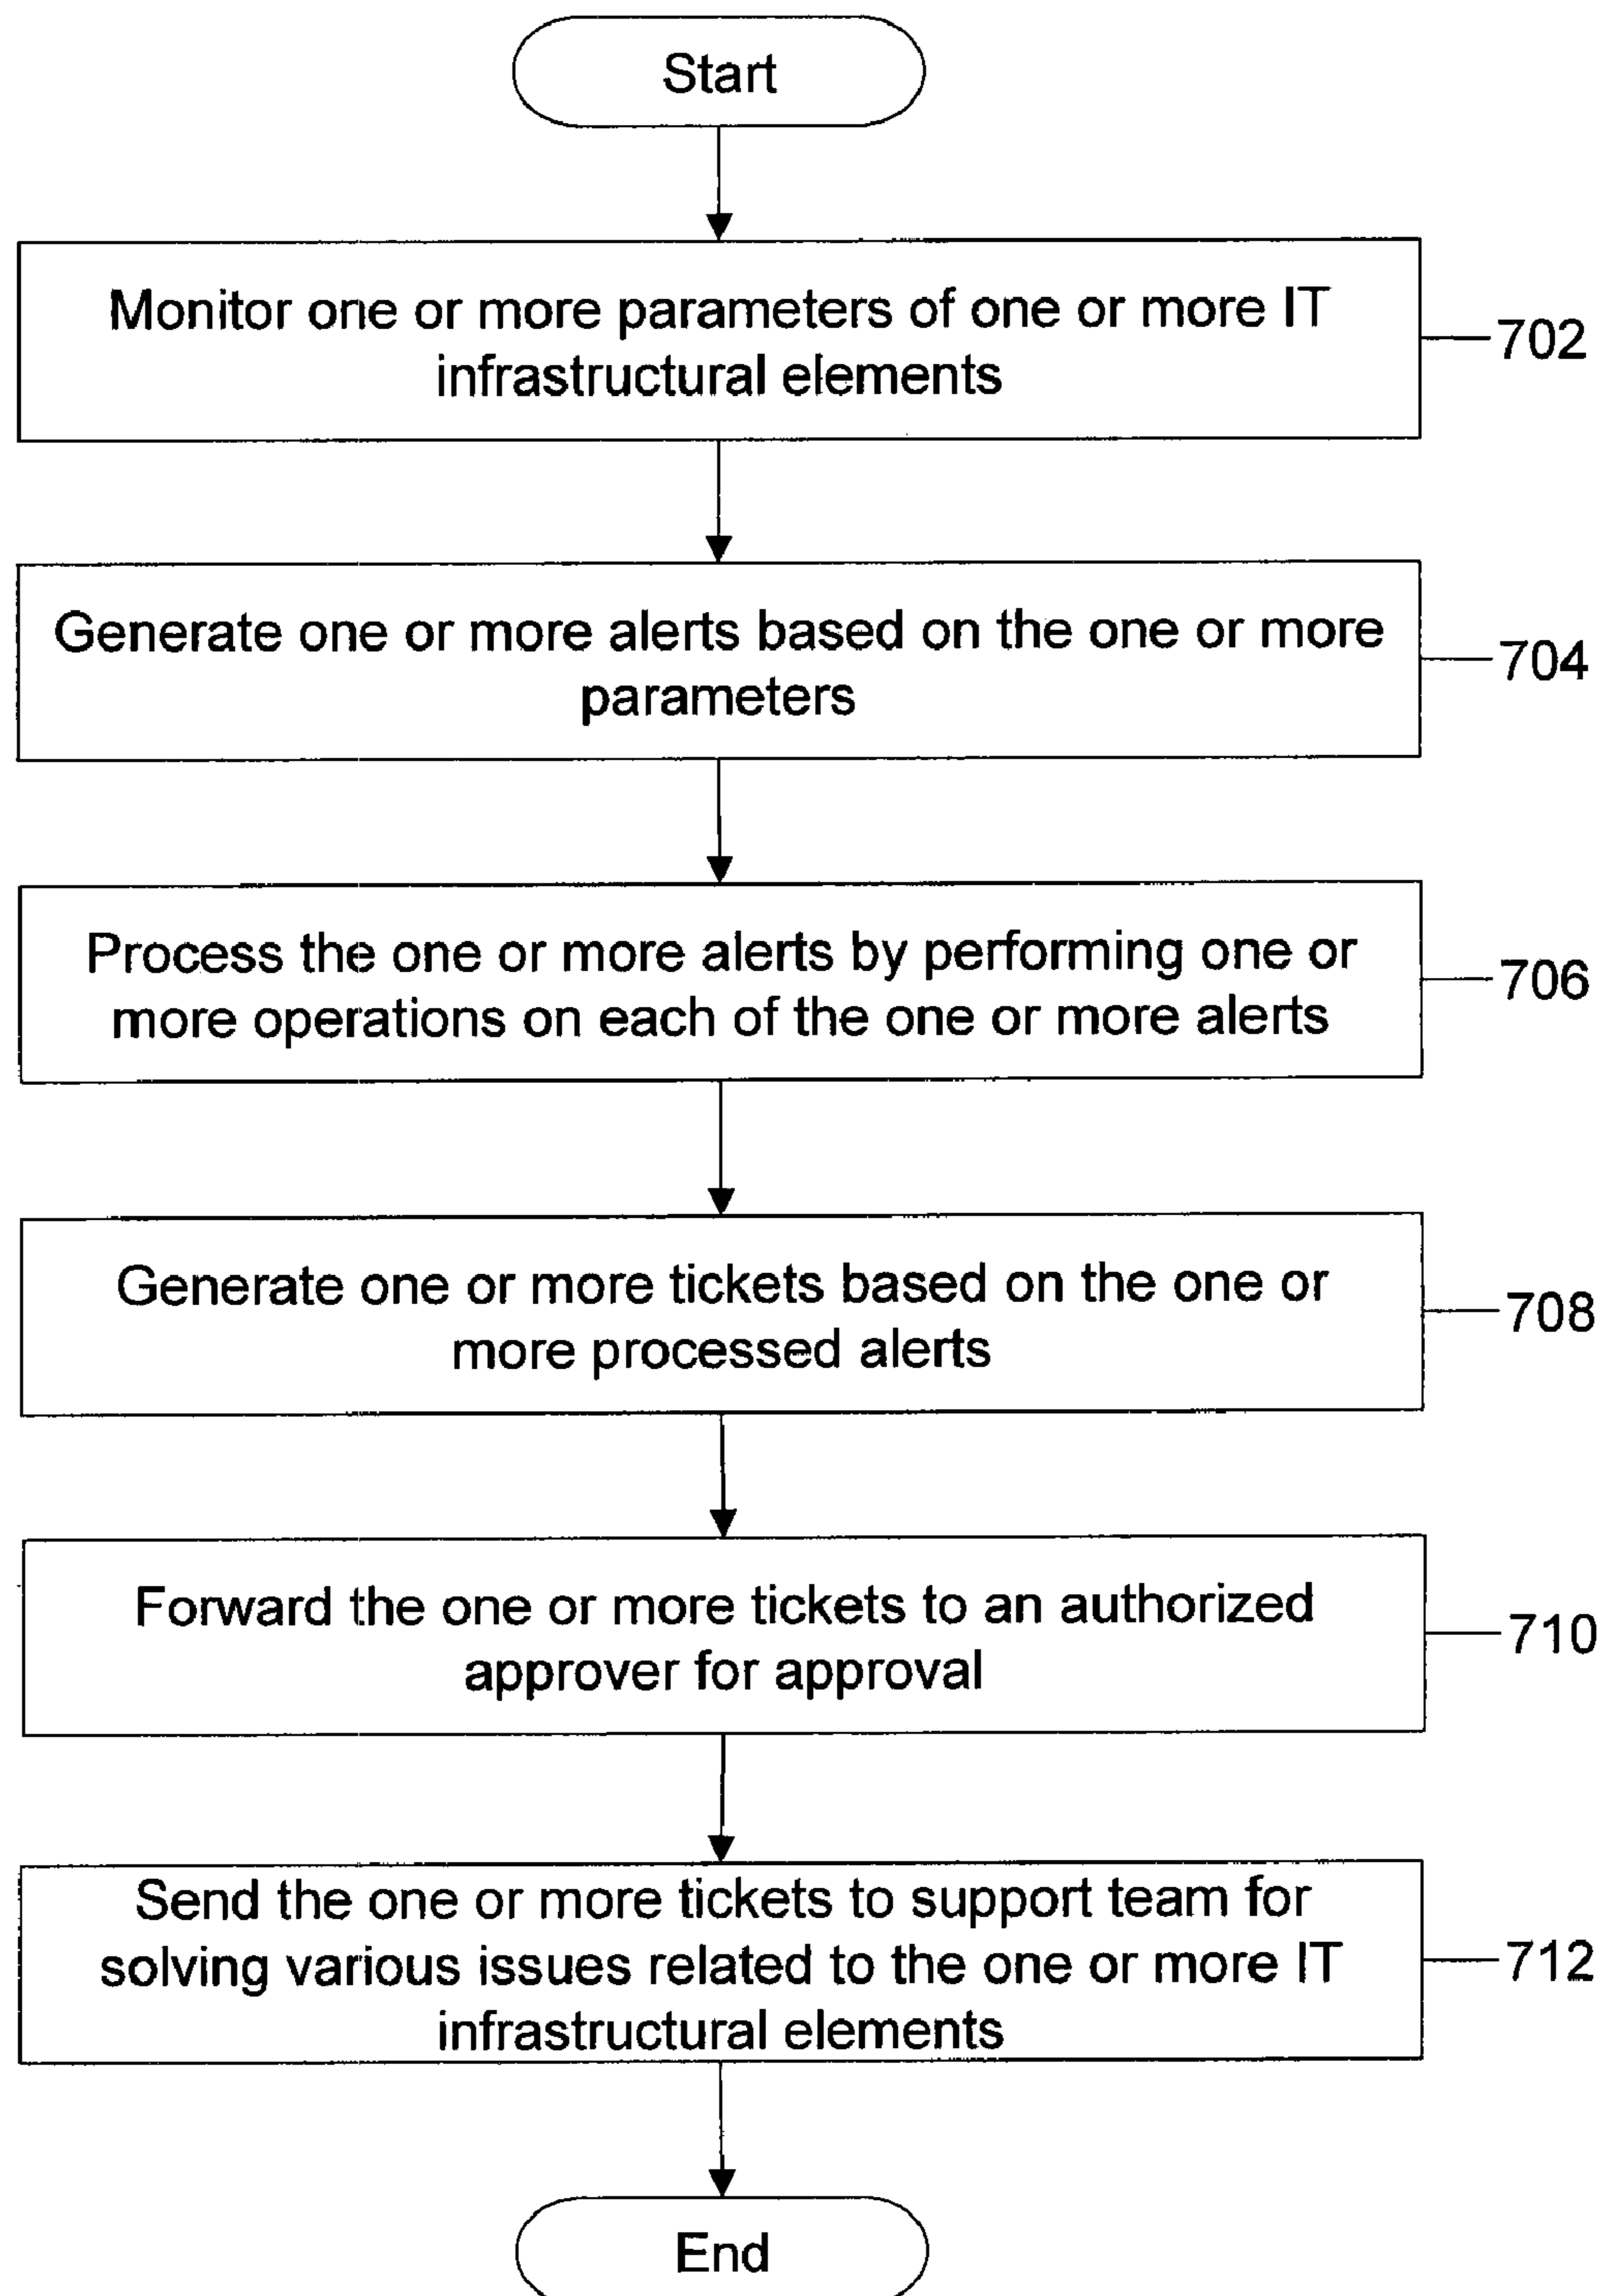 Start
Monitor one or more parameters of one or more IT
infrastructural elements
702
Generate one or more alerts based on the one or more
parameters
704
Process the one or more alerts by performing one or
more operations on each of the one or more alerts
706
Generate one or more tickets based on the one or
more processed alerts
708
Forward the one or more tickets to an authorized
approver for approval
710
Send the one or more tickets to support team for
solving various issues related to the one or more IT
infrastructural elements
712
End